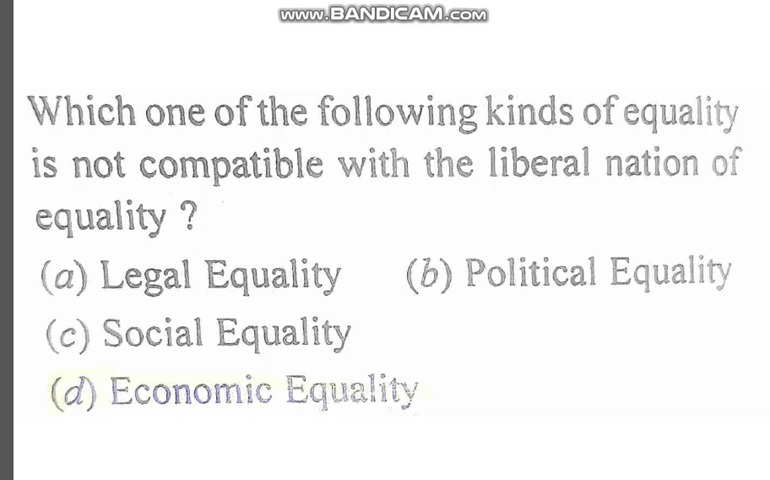 www.BANDICAM.com
Which one of the following kinds of equality
is not compatible with the liberal nation of
equality ?
(a) Legal Equality (b) Political Equality
(c) Social Equality
(d) Economic Equality